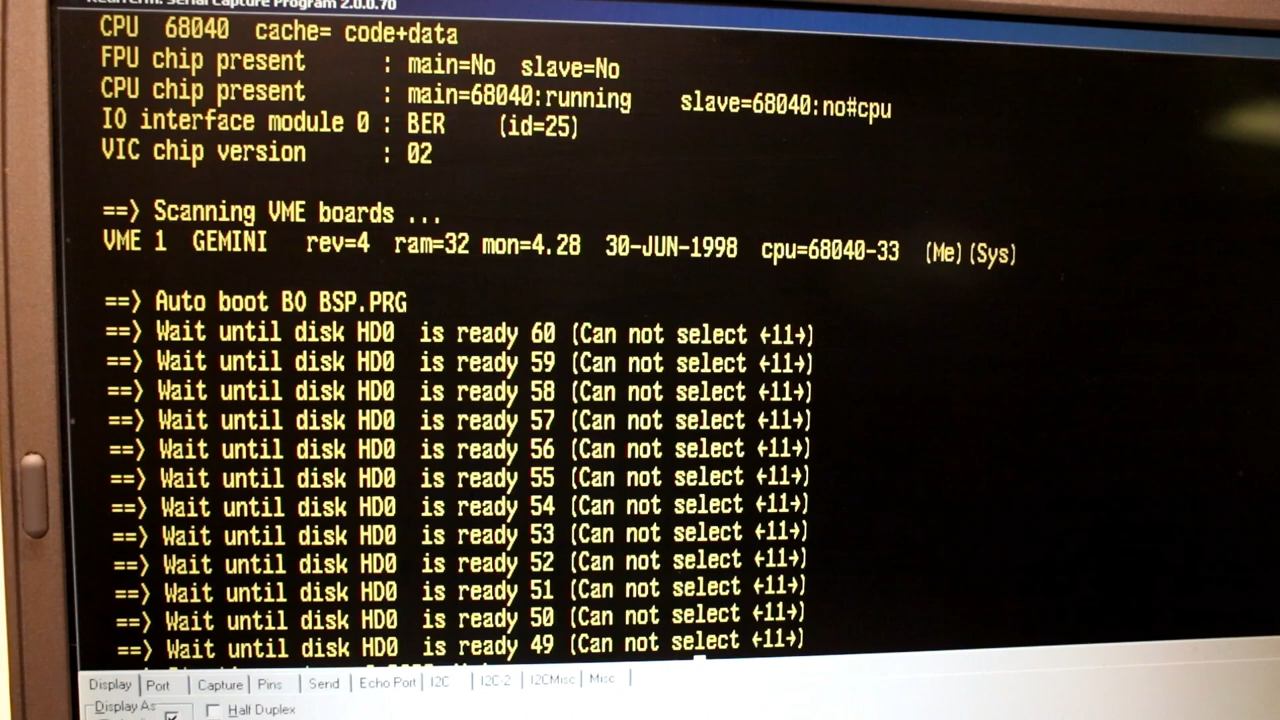 Serial Capture Program 2.0.0.70
CPU 68040 cache= code+data
FPU chip present : main=No slave=No
CPU chip present : main=68040:running slave=68040:no#cpu
IO interface module 0 : BER (id=25)
VIC chip version : 02
==> Scanning VME boards ...
VME 1 GEMINI rev=4 ram=32 mon=4.28 30-JUN-1998 cpu=68040-33 (Me)(Sys)
==> Auto boot BO BSP.PRG
==> Wait until disk HD0 is ready 60 (Can not select ←11→)
==> Wait until disk HD0 is ready 59 (Can not select ←11→)
==> Wait until disk HD0 is ready 58 (Can not select ←11→)
==> Wait until disk HD0 is ready 57 (Can not select ←11→)
==> Wait until disk HD0 is ready 56 (Can not select ←11→)
==> Wait until disk HD0 is ready 55 (Can not select ←11→)
==> Wait until disk HD0 is ready 54 (Can not select ←11→)
==> Wait until disk HD0 is ready 53 (Can not select ←11→)
==> Wait until disk HD0 is ready 52 (Can not select ←11→)
==> Wait until disk HD0 is ready 51 (Can not select ←11→)
==> Wait until disk HD0 is ready 50 (Can not select ←11→)
==> Wait until disk HD0 is ready 49 (Can not select ←11→)
Display Port Capture Pins Send Echo Port I2C I2C-2 I2CMisc Misc
Display As
Half Duplex